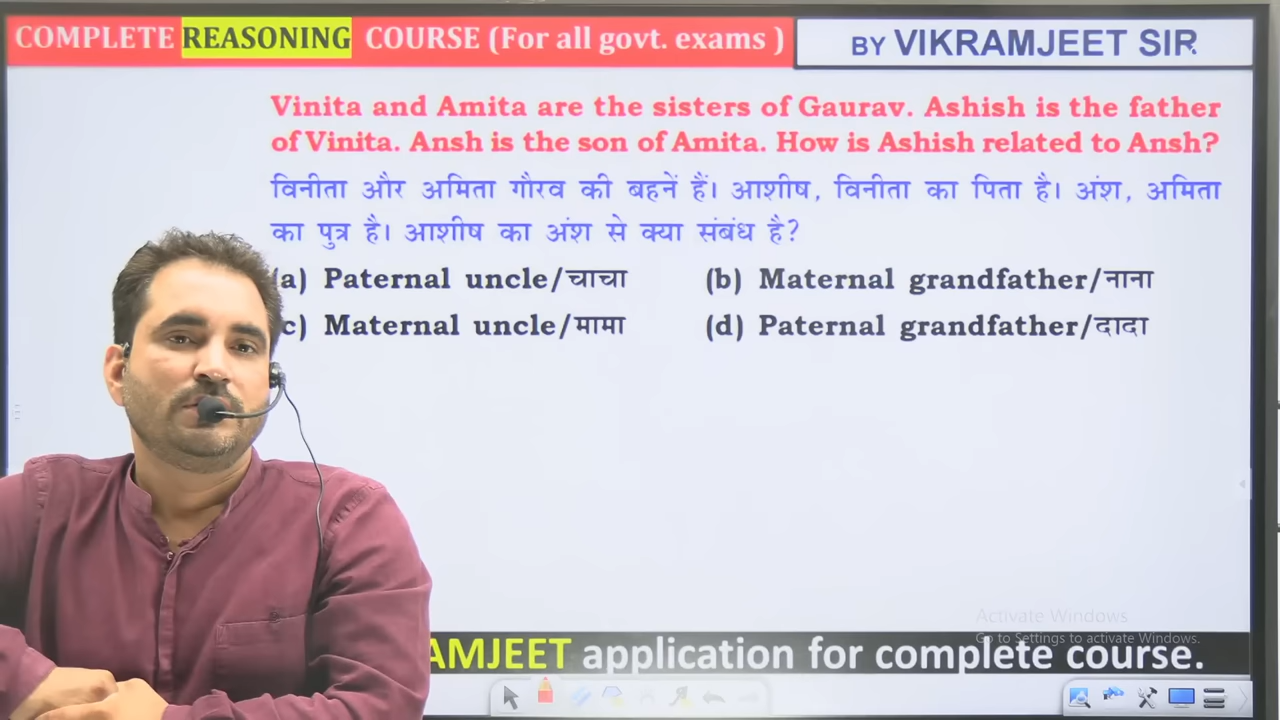 COMPLETE REASONING COURSE (For all govt. exams )
BY VIKRAMJEET SIR
Vinita and Amita are the sisters of Gaurav. Ashish is the father
of Vinita. Ansh is the son of Amita. How is Ashish related to Ansh?
विनीता और अमिता गौरव की बहनें हैं। आशीष, विनीता का पिता है। अंश, अमिता
का पुत्र है। आशीष का अंश से क्या संबंध है?
a) Paternal uncle/चाचा (b) Maternal grandfather/नाना
c) Maternal uncle/मामा (d) Paternal grandfather/दादा
Activate Windows
Go to Settings to activate Windows.
AMJEET application for complete course.